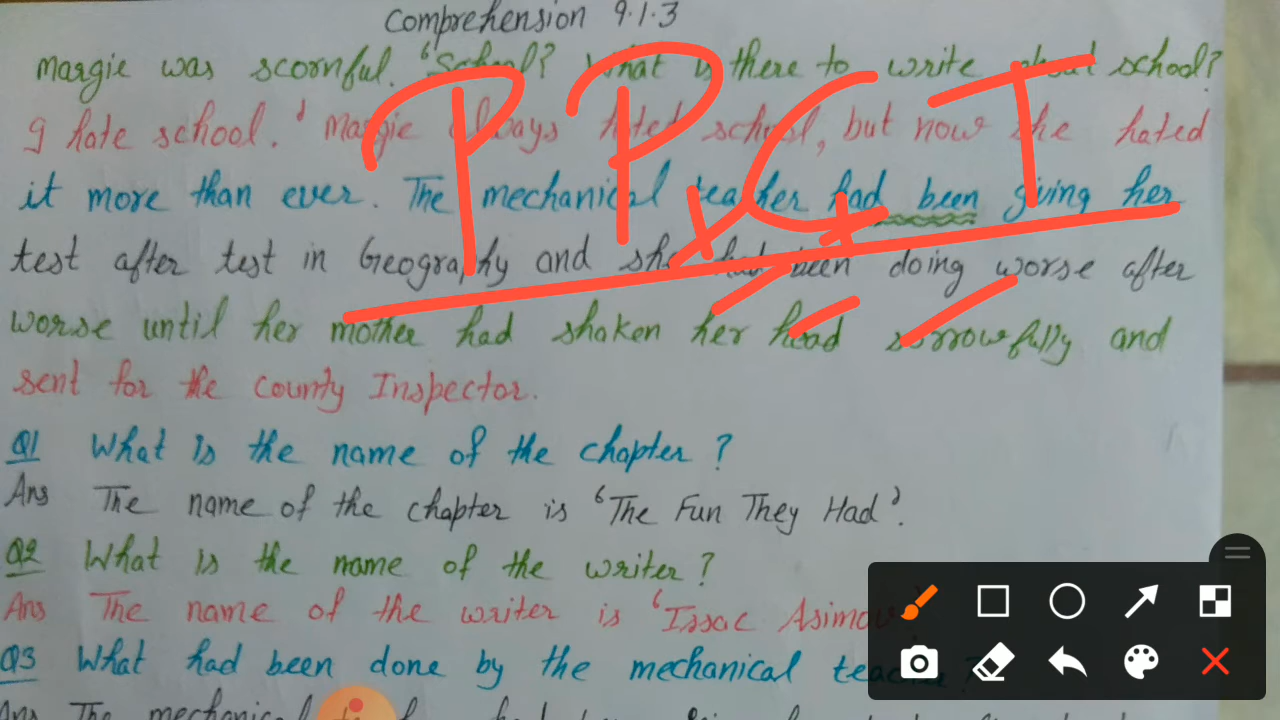 Comprehension 9.1.3
Margie was scornful. 'School? What is there to write about school?
I hate school.' Margie always hated school, but now she hated
it more than ever. The mechanical teacher had been giving her
test after test in Geography and she had been doing worse after
worse until her mother had shaken her head sorrowfully and
sent for the County Inspector.
PPCT
Q1 What is the name of the chapter?
Ans The name of the chapter is 'The Fun They Had'.
Q2 What is the name of the writer?
Ans The name of the writer is 'Issac Asimov'
Q3 What had been done by the mechanical teacher?
Ans The mechanical